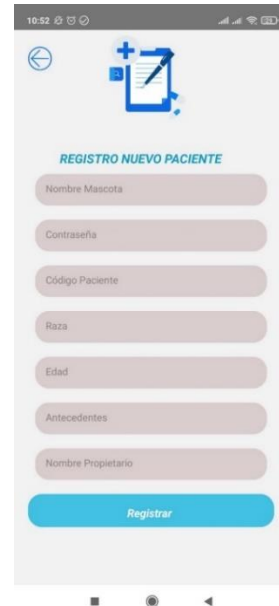 10:52
REGISTRO NUEVO PACIENTE
Nombre Mascota
Contraseña
Código Paciente
Raza
Edad
Antecedentes
Nombre Propietario
Registrar